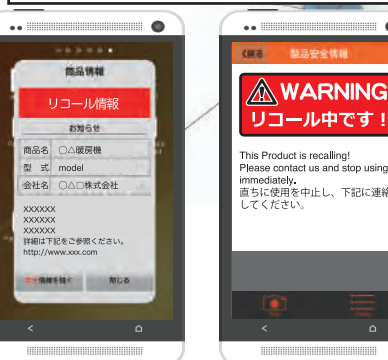 商品情報
リコール情報
お知らせ
商品名 ○△暖房機
型 式 model
会社名 ○△□株式会社
XXXXXX
XXXXXX
XXXXXX
詳細は下記をご参照ください。
http://www.xxx.com
閉じる
製品安全情報
WARNING
リコール中です！
This Product is recalling!
Please contact us and stop using
immediately.
直ちに使用を中止し、下記に連絡
してください。